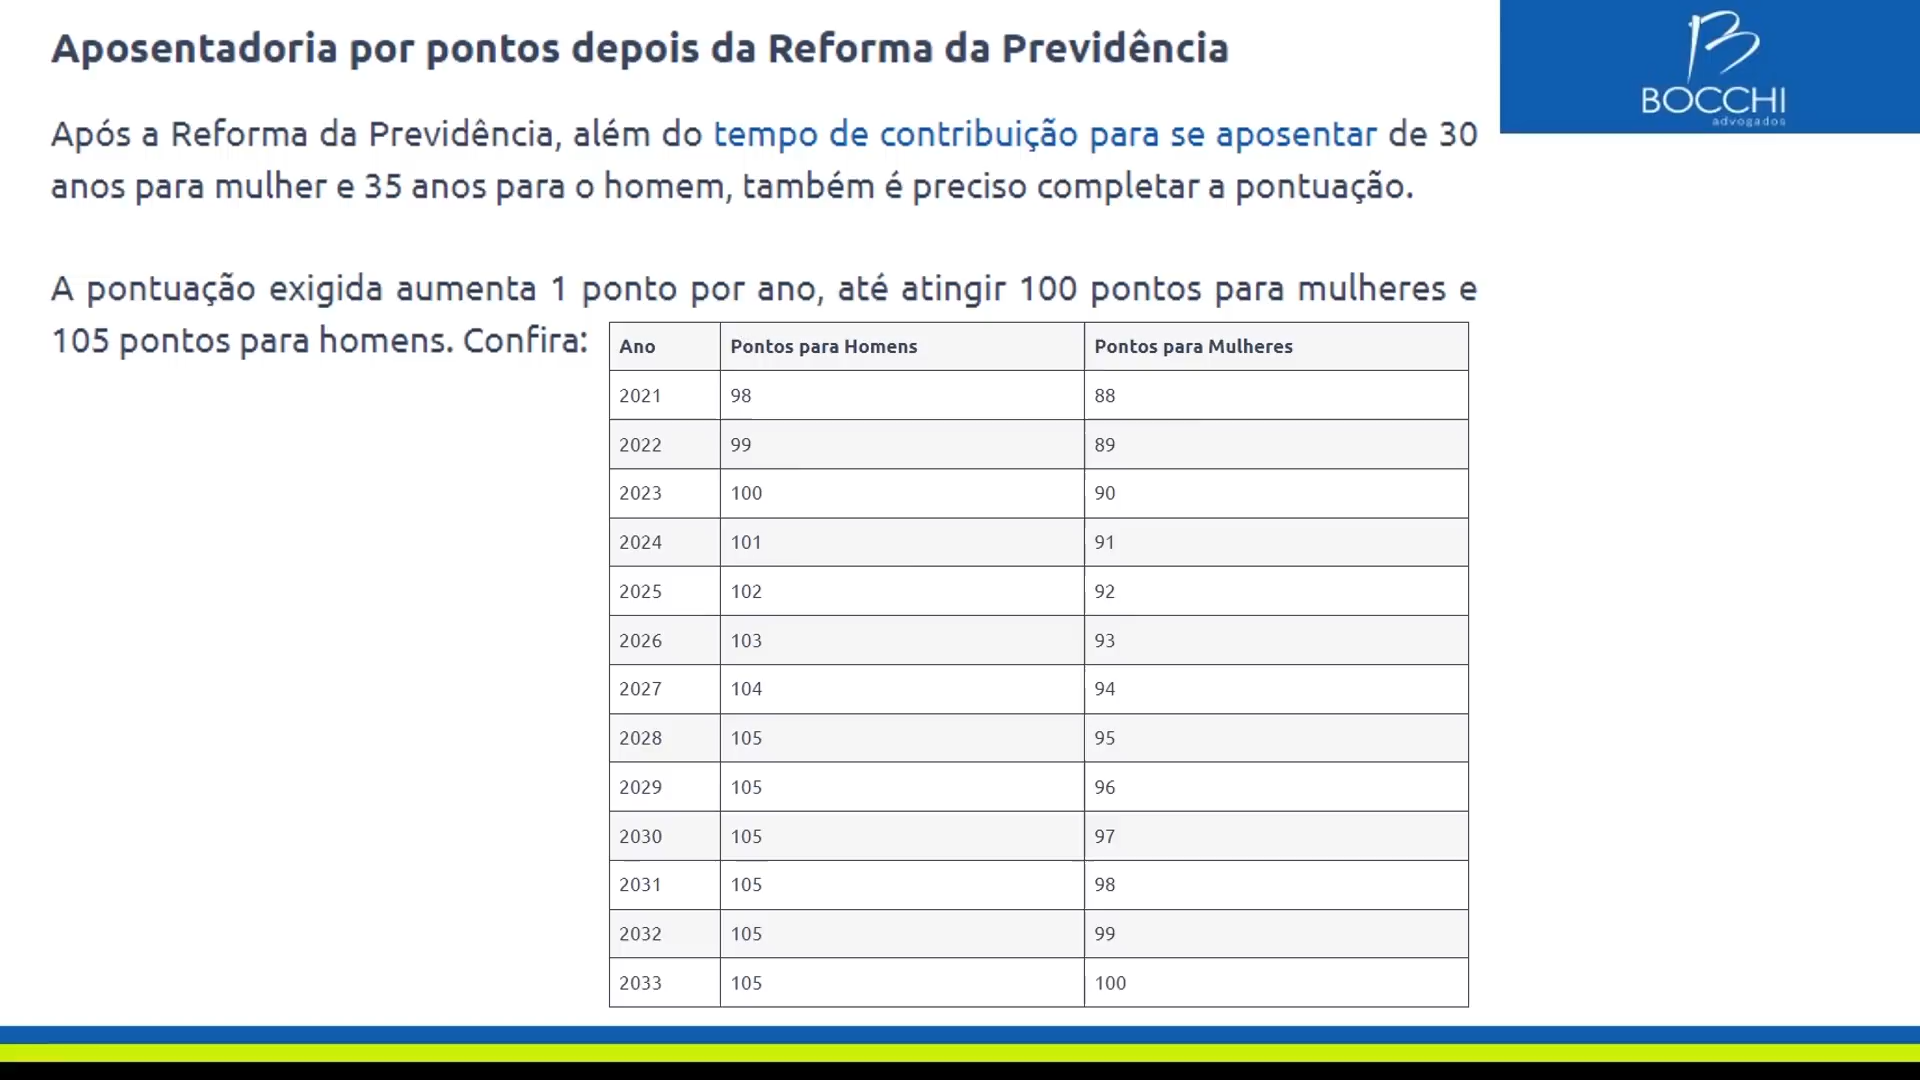 Aposentadoria por pontos depois da Reforma da Previdência
BOCCHI
advogados
Após a Reforma da Previdência, além do tempo de contribuição para se aposentar de 30
anos para mulher e 35 anos para o homem, também é preciso completar a pontuação.
A pontuação exigida aumenta 1 ponto por ano, até atingir 100 pontos para mulheres e
105 pontos para homens. Confira:
Ano Pontos para Homens Pontos para Mulheres
2021 98 88
2022 99 89
2023 100 90
2024 101 91
2025 102 92
2026 103 93
2027 104 94
2028 105 95
2029 105 96
2030 105 97
2031 105 98
2032 105 99
2033 105 100